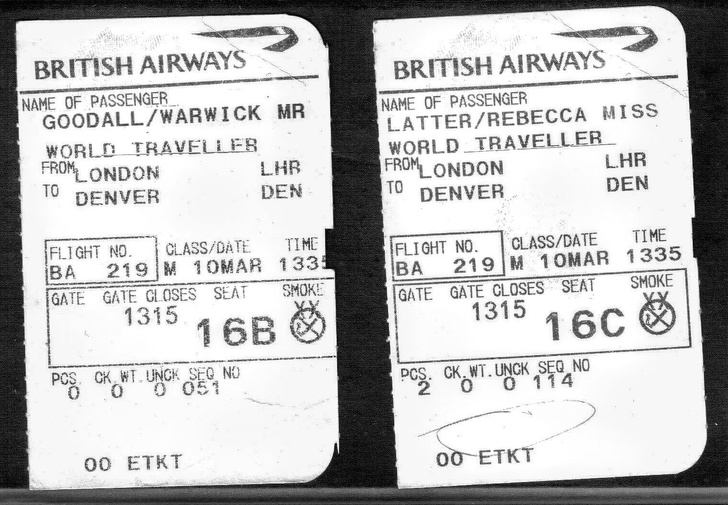 BRITISH AIRWAYS
NAME OF PASSENGER
GOODALL/WARWICK MR
WORLD TRAVELLER
FROM LONDON LHR
TO DENVER DEN
FLIGHT NO. CLASS/DATE TIME
BA 219 M 10MAR 1335
GATE GATE CLOSES SEAT SMOKE
1315 16B
PCS. CK.WT. UNCK SEQ NO
0 0 0 051
00 ETKT
BRITISH AIRWAYS
NAME OF PASSENGER
LATTER/REBECCA MISS
WORLD TRAVELLER
FROM LONDON LHR
TO DENVER DEN
FLIGHT NO. CLASS/DATE TIME
BA 219 M 10MAR 1335
GATE GATE CLOSES SEAT SMOKE
1315 16C
PCS. CK.WT. UNCK SEQ NO
2 0 0 114
00 ETKT